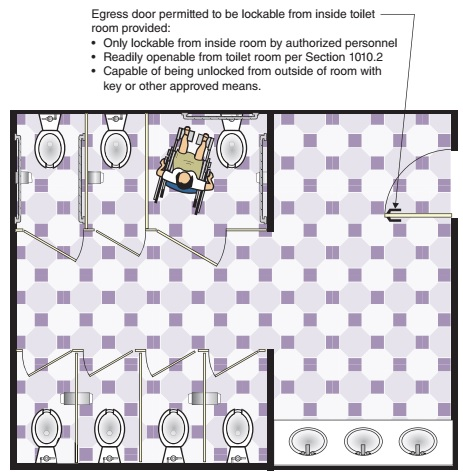 Egress door permitted to be lockable from inside toilet
room provided:
• Only lockable from inside room by authorized personnel
• Readily openable from toilet room per Section 1010.2
• Capable of being unlocked from outside of room with
key or other approved means.